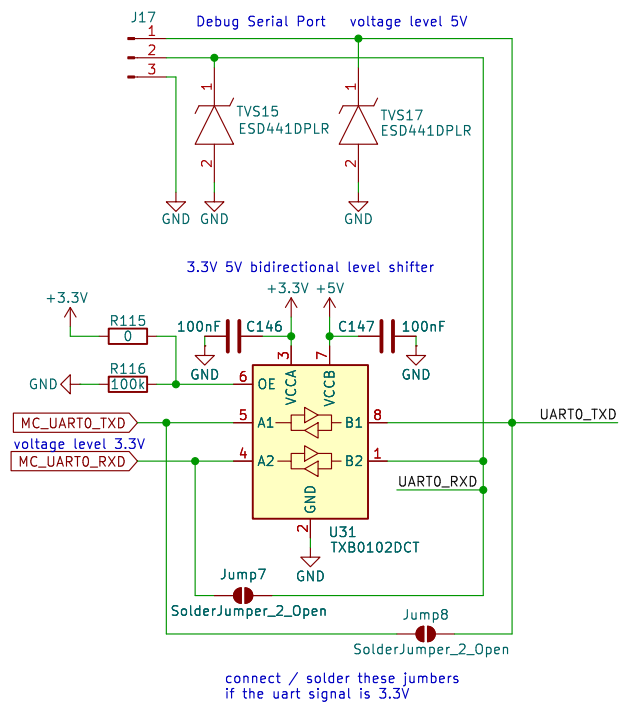 J17
Debug Serial Port voltage level 5V
1
2
3
1
TVS15
ESD441DPLR
2
1
TVS17
ESD441DPLR
2
GND
GND
GND
3.3V 5V bidirectional level shifter
+3.3V
+3.3V
+5V
R115
0
100nF
C146
C147
100nF
GND
GND
3
7
R116
100k
GND
6
OE
VCCA
VCCB
MC_UART0_TXD
5
A1
B1
8
UART0_TXD
voltage level 3.3V
MC_UART0_RXD
4
A2
B2
1
UART0_RXD
GND
2
U31
TXB0102DCT
GND
Jump7
SolderJumper_2_Open
Jump8
SolderJumper_2_Open
connect / solder these jumbers
if the uart signal is 3.3V